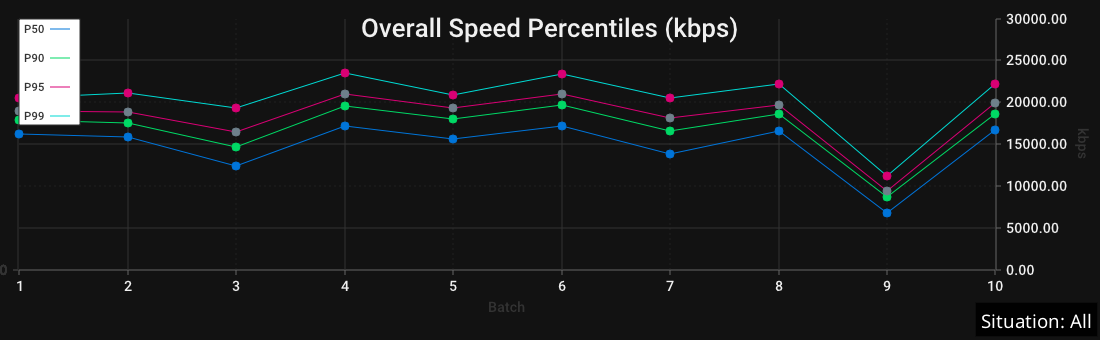 Overall Speed Percentiles (kbps)
P50
P90
P95
P99
30000.00
25000.00
20000.00
15000.00
10000.00
5000.00
0.00
kbps
0
1 2 3 4 5 6 7 8 9 10
Batch
Situation: All